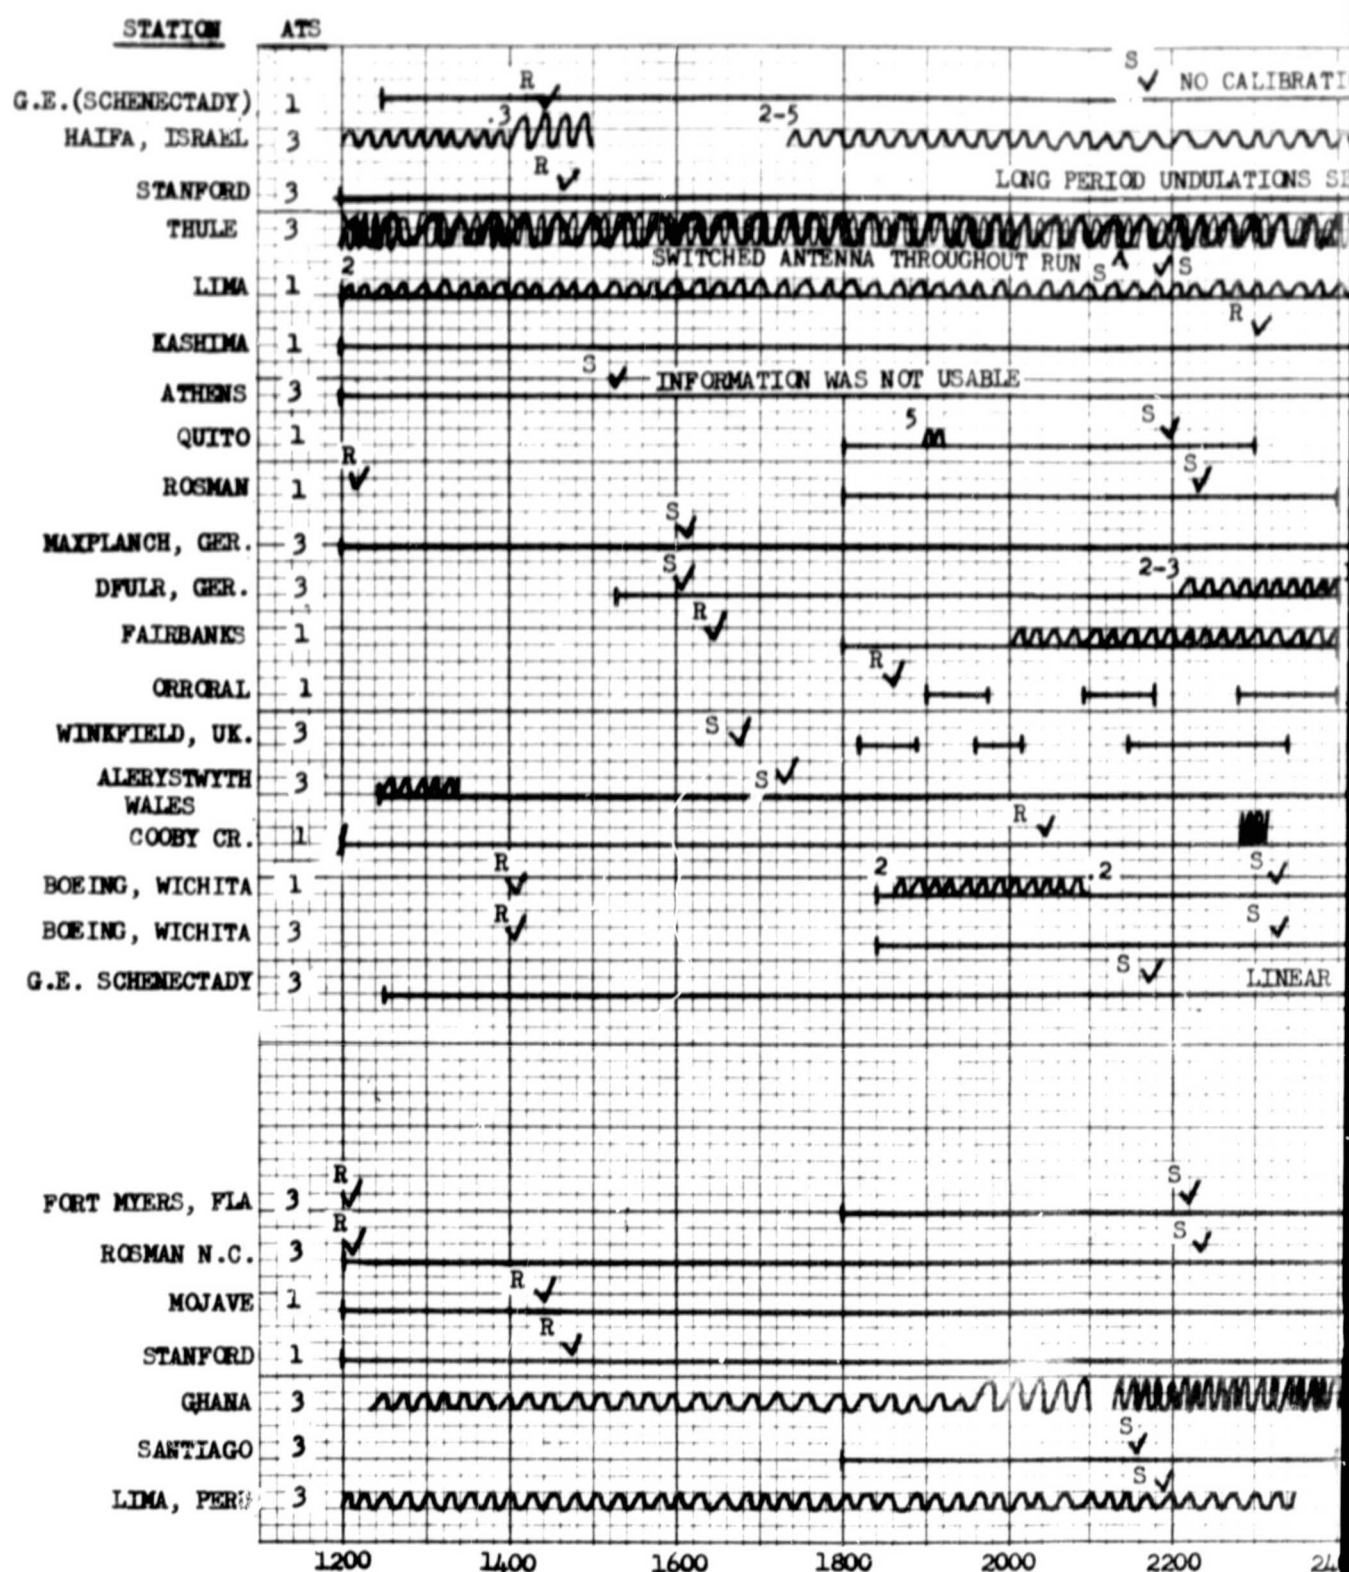 STATION ATS
S
R
NO CALIBRATI
G.E.(SCHENECTADY) 1
.3 2-5
HAIFA, ISRAEL 3
R
LONG PERIOD UNDULATIONS SE
STANFORD 3
THULE 3
SWITCHED ANTENNA THROUGHOUT RUN S S
2
LIMA 1
R
KASHIMA 1
S
INFORMATION WAS NOT USABLE
ATHENS 3
5 S
QUITO 1
R S
ROSMAN 1
S
MAXPLANCH, GER. 3
S 2-3
DFULR, GER. 3
R
FAIRBANKS 1
R
ORRORAL 1
S
WINKFIELD, UK. 3
S
ALERYSTWYTH 3
WALES
R
COOBY CR. 1
R 2 .2 S
BOEING, WICHITA 1
R S
BOEING, WICHITA 3
S
LINEAR
G.E. SCHENECTADY 3
R S
FORT MYERS, FLA 3
R S
ROSMAN N.C. 3
R
MOJAVE 1
R
STANFORD 1
GHANA 3
S
SANTIAGO 3
S
LIMA, PERU 3
1200 1400 1600 1800 2000 2200 24